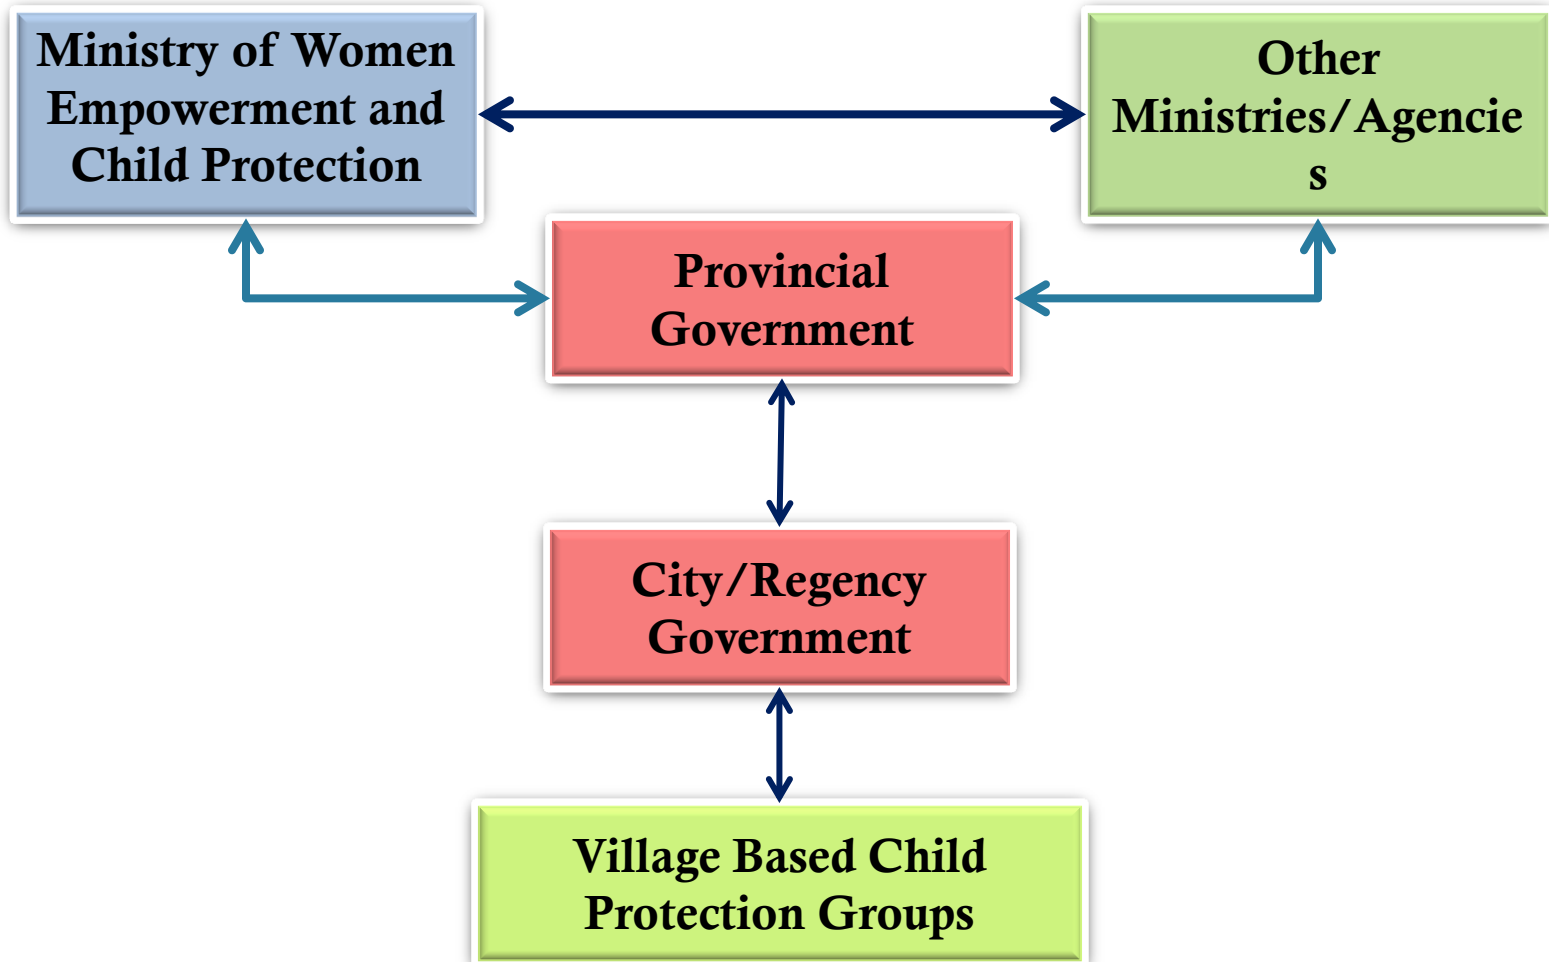 Ministry of Women
Empowerment and
Child Protection
Other
Ministries/Agencie
s
Provincial
Government
City/Regency
Government
Village Based Child
Protection Groups